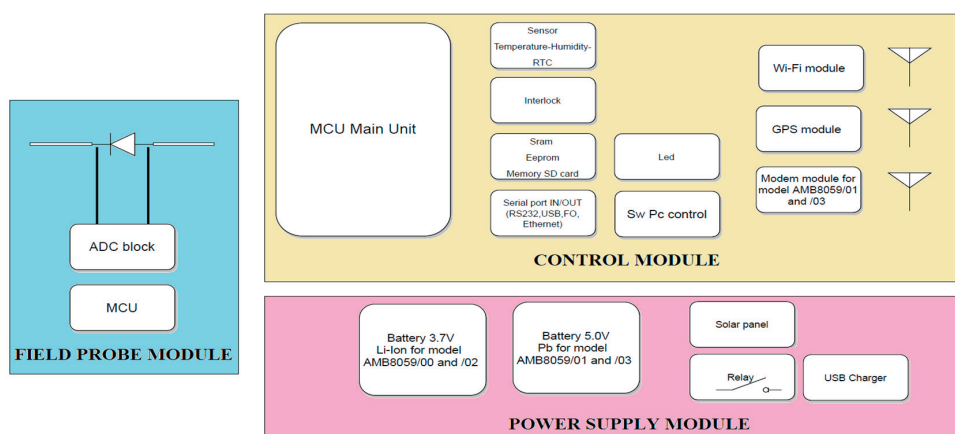 ADC block
MCU
FIELD PROBE MODULE
MCU Main Unit
Sensor
Temperature-Humidity-
RTC
Interlock
Sram
Eeprom
Memory SD card
Serial port IN/OUT
(RS232,USB,FO,
Ethernet)
Led
Sw Pc control
Wi-Fi module
GPS module
Modem module for
model AMB8059/01
and /03
CONTROL MODULE
Battery 3.7V
Li-Ion for model
AMB8059/00 and /02
Battery 5.0V
Pb for model
AMB8059/01 and /03
Solar panel
Relay
USB Charger
POWER SUPPLY MODULE